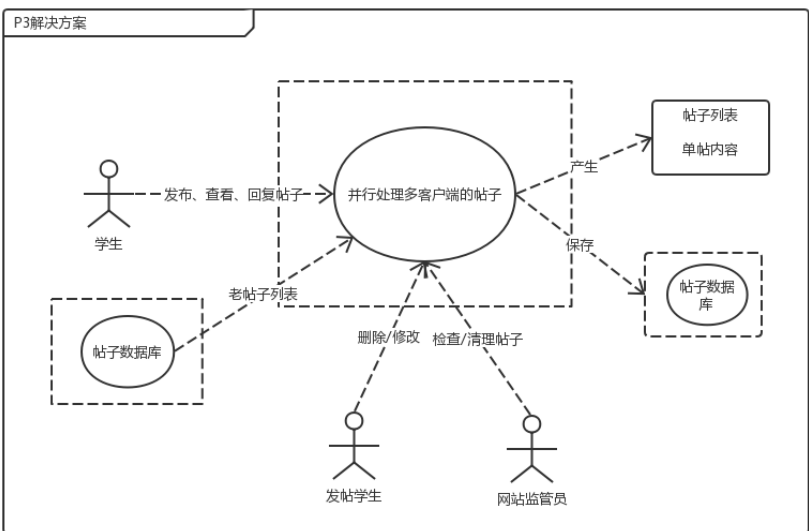 P3解决方案
帖子列表
单帖内容
产生
发布、查看、回复帖子
并行处理多客户端的帖子
学生
保存
帖子数据
库
老帖子列表
帖子数据库
删除/修改
检查/清理帖子
发帖学生
网站监管员